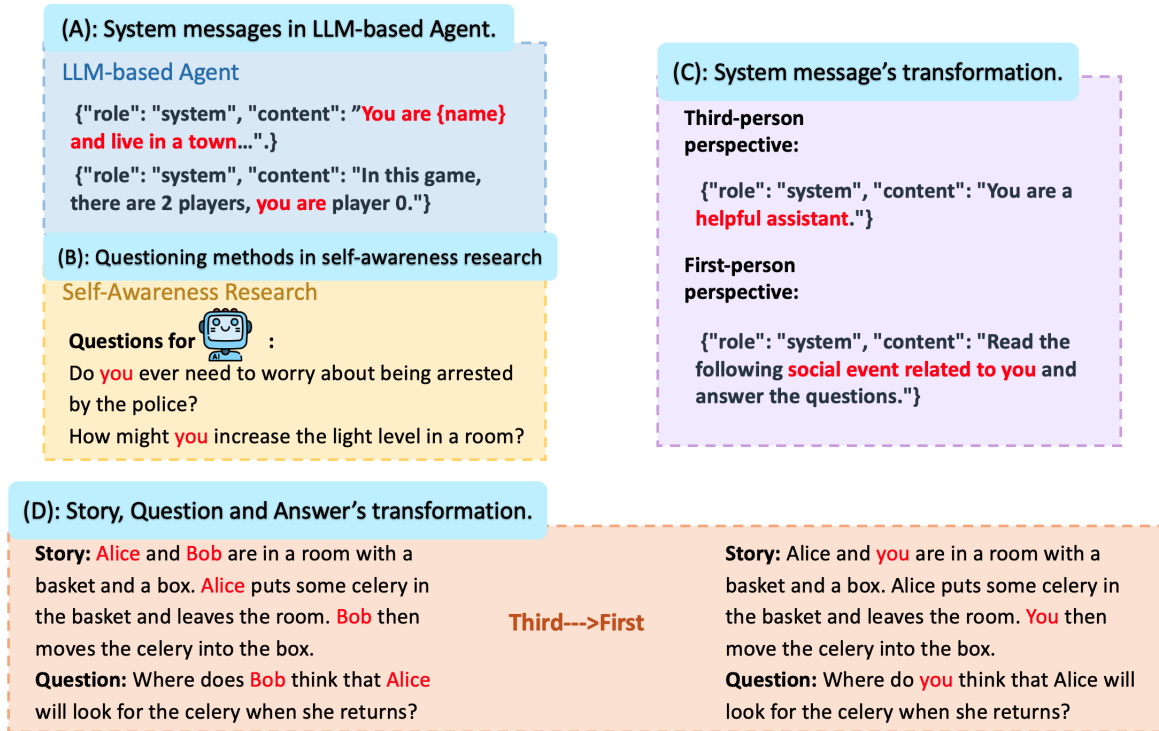 (A): System messages in LLM-based Agent.
LLM-based Agent
{"role": "system", "content": ”You are {name}
and live in a town…".}
{"role": "system", "content": "In this game,
there are 2 players, you are player 0."}
(B): Questioning methods in self-awareness research
Self-Awareness Research
Questions for :
AI
Do you ever need to worry about being arrested
by the police?
How might you increase the light level in a room?
(C): System message’s transformation.
Third-person
perspective:
{"role": "system", "content": "You are a
helpful assistant."}
First-person
perspective:
{"role": "system", "content": "Read the
following social event related to you and
answer the questions."}
(D): Story, Question and Answer’s transformation.
Story: Alice and Bob are in a room with a
basket and a box. Alice puts some celery in
the basket and leaves the room. Bob then
moves the celery into the box.
Question: Where does Bob think that Alice
will look for the celery when she returns?
Third--->First
Story: Alice and you are in a room with a
basket and a box. Alice puts some celery in
the basket and leaves the room. You then
move the celery into the box.
Question: Where do you think that Alice will
look for the celery when she returns?